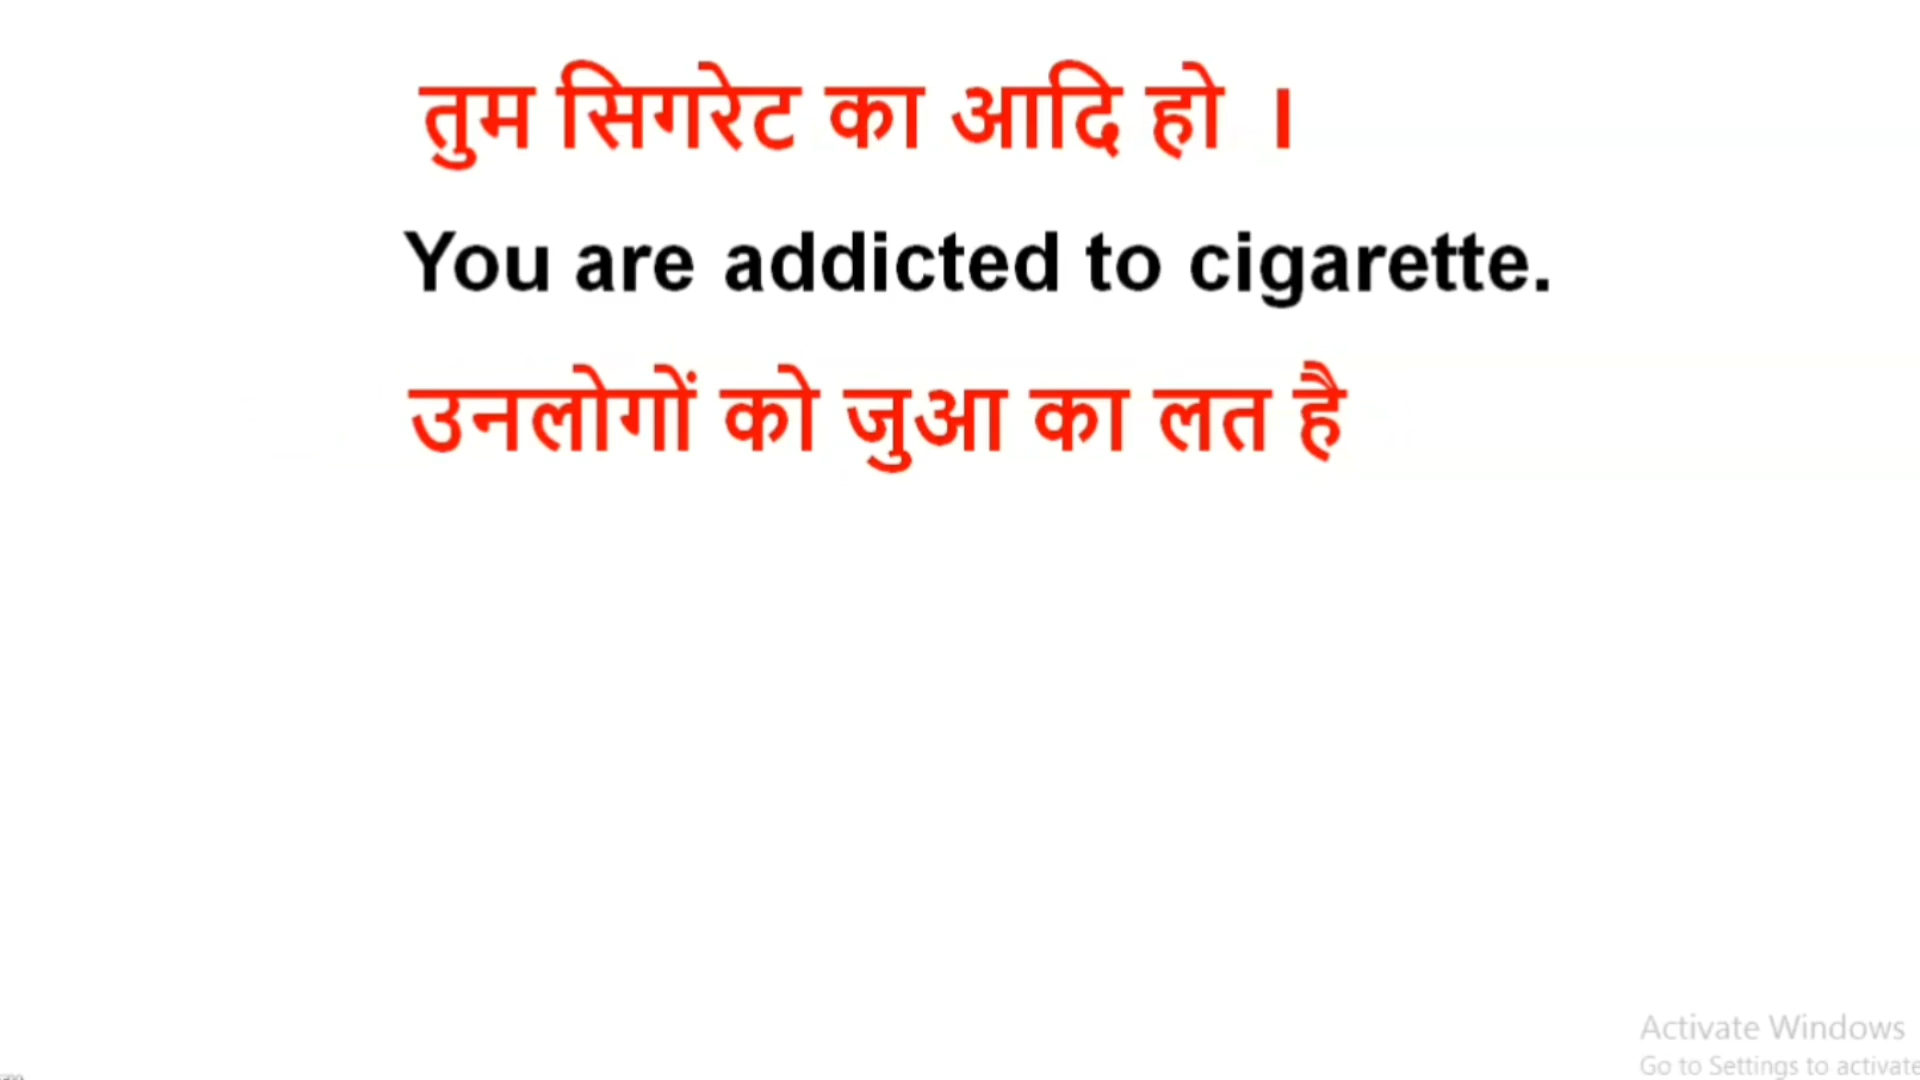 तुम सिगरेट का आदि हो ।
You are addicted to cigarette.
उनलोगों को जुआ का लत है
Activate Windows
Go to Settings to activate